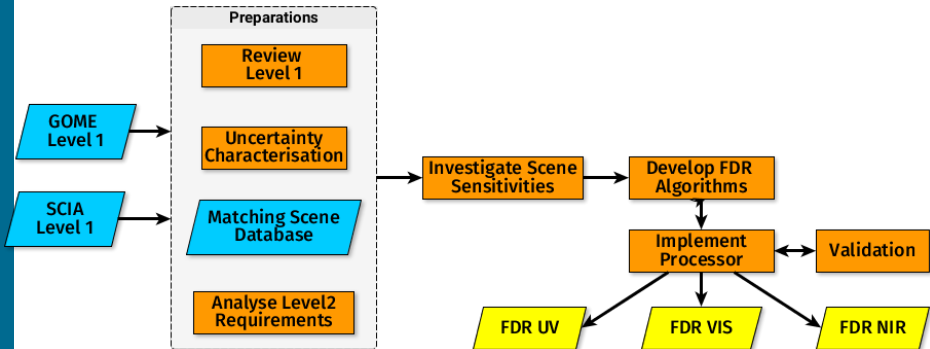 Preparations
Review
Level 1
GOME
Level 1
Uncertainty
Characterisation
SCIA
Level 1
Matching Scene
Database
Analyse Level2
Requirements
Investigate Scene
Sensitivities
Develop FDR
Algorithms
Implement
Processor
Validation
FDR UV
FDR VIS
FDR NIR